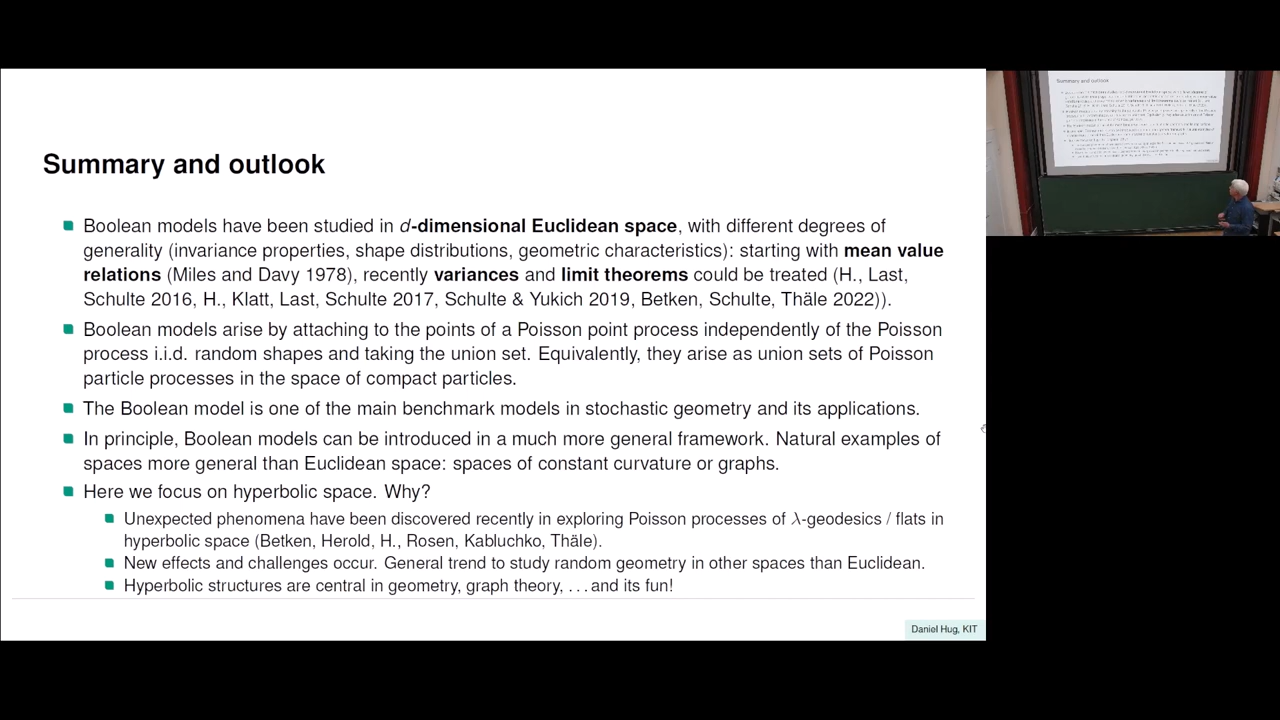 Summary and outlook
Boolean models have been studied in d-dimensional Euclidean space, with different degrees of
generality (invariance properties, shape distributions, geometric characteristics): starting with mean value
relations (Miles and Davy 1978), recently variances and limit theorems could be treated (H., Last,
Schulte 2016, H., Klatt, Last, Schulte 2017, Schulte & Yukich 2019, Betken, Schulte, Thäle 2022)).
Boolean models arise by attaching to the points of a Poisson point process independently of the Poisson
process i.i.d. random shapes and taking the union set. Equivalently, they arise as union sets of Poisson
particle processes in the space of compact particles.
The Boolean model is one of the main benchmark models in stochastic geometry and its applications.
In principle, Boolean models can be introduced in a much more general framework. Natural examples of
spaces more general than Euclidean space: spaces of constant curvature or graphs.
Here we focus on hyperbolic space. Why?
Unexpected phenomena have been discovered recently in exploring Poisson processes of λ-geodesics / flats in
hyperbolic space (Betken, Herold, H., Rosen, Kabluchko, Thäle).
New effects and challenges occur. General trend to study random geometry in other spaces than Euclidean.
Hyperbolic structures are central in geometry, graph theory, ...and its fun!
Daniel Hug, KIT
Summary and outlook